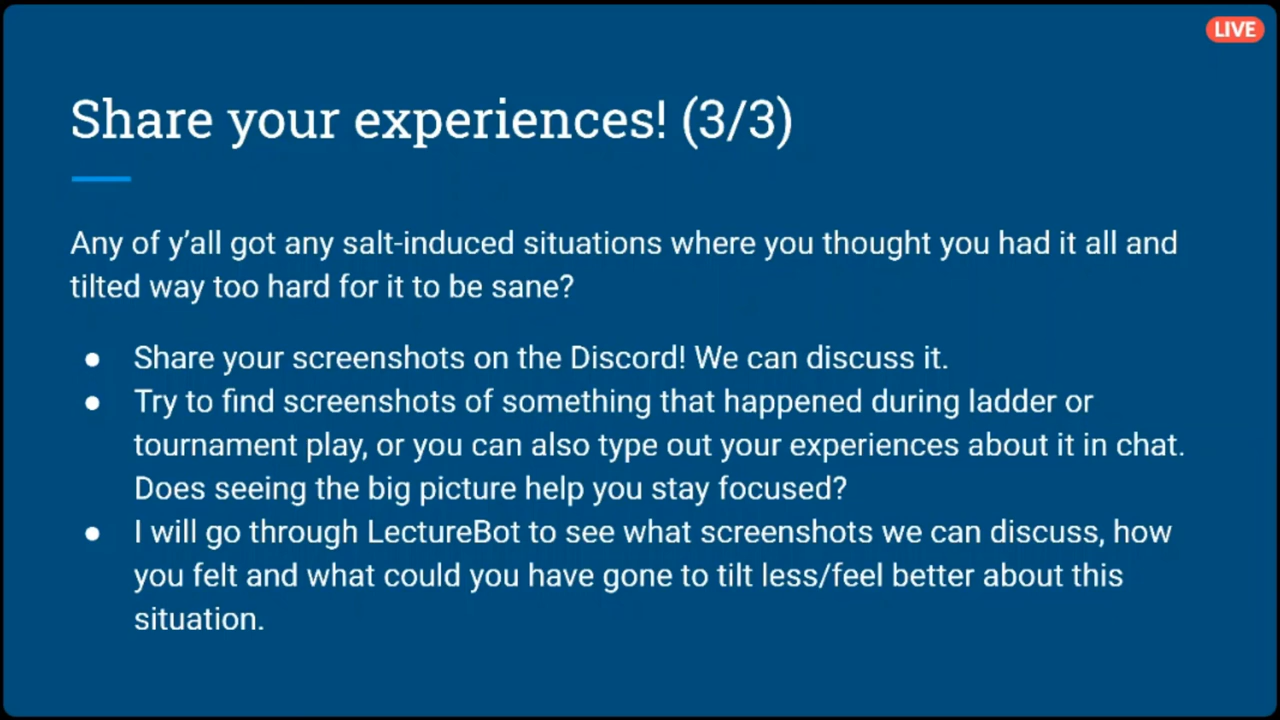 LIVE
Share your experiences! (3/3)
Any of y’all got any salt-induced situations where you thought you had it all and
tilted way too hard for it to be sane?
● Share your screenshots on the Discord! We can discuss it.
● Try to find screenshots of something that happened during ladder or
tournament play, or you can also type out your experiences about it in chat.
Does seeing the big picture help you stay focused?
● I will go through LectureBot to see what screenshots we can discuss, how
you felt and what could you have gone to tilt less/feel better about this
situation.